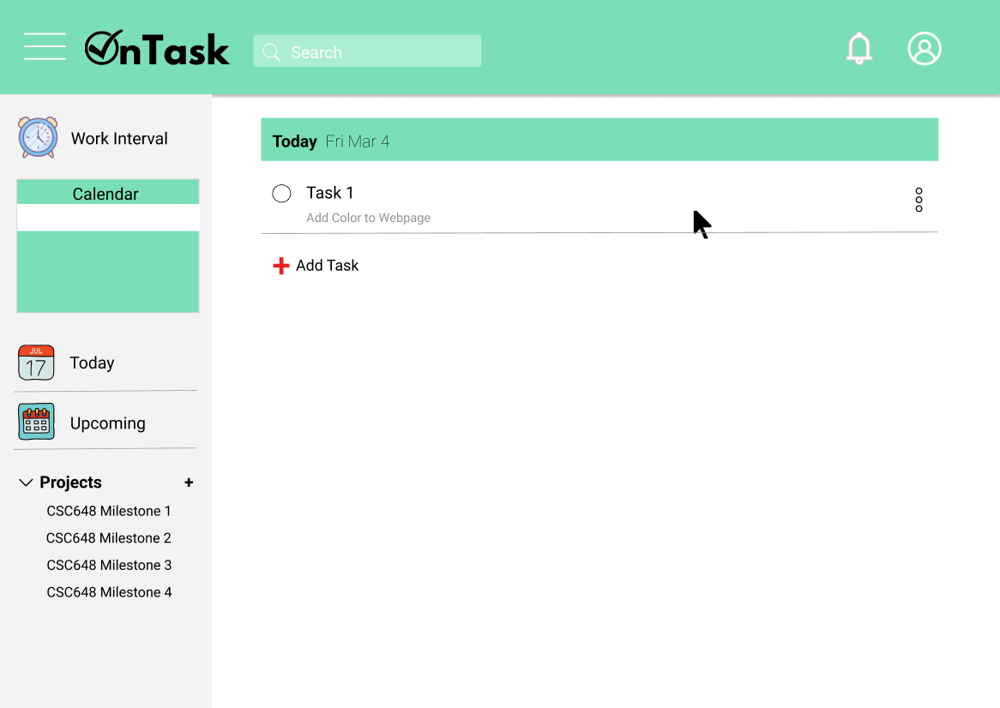 OnTask
Search
Work Interval
Calendar
JUL
17
Today
Upcoming
Projects +
CSC648 Milestone 1
CSC648 Milestone 2
CSC648 Milestone 3
CSC648 Milestone 4
Today Fri Mar 4
Task 1
Add Color to Webpage
Add Task